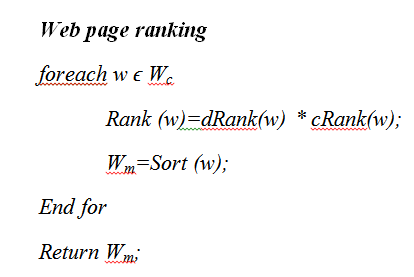 Web page ranking
foreach w ϵ Wc
Rank (w)=dRank(w) * cRank(w);
Wm=Sort (w);
End for
Return Wm;